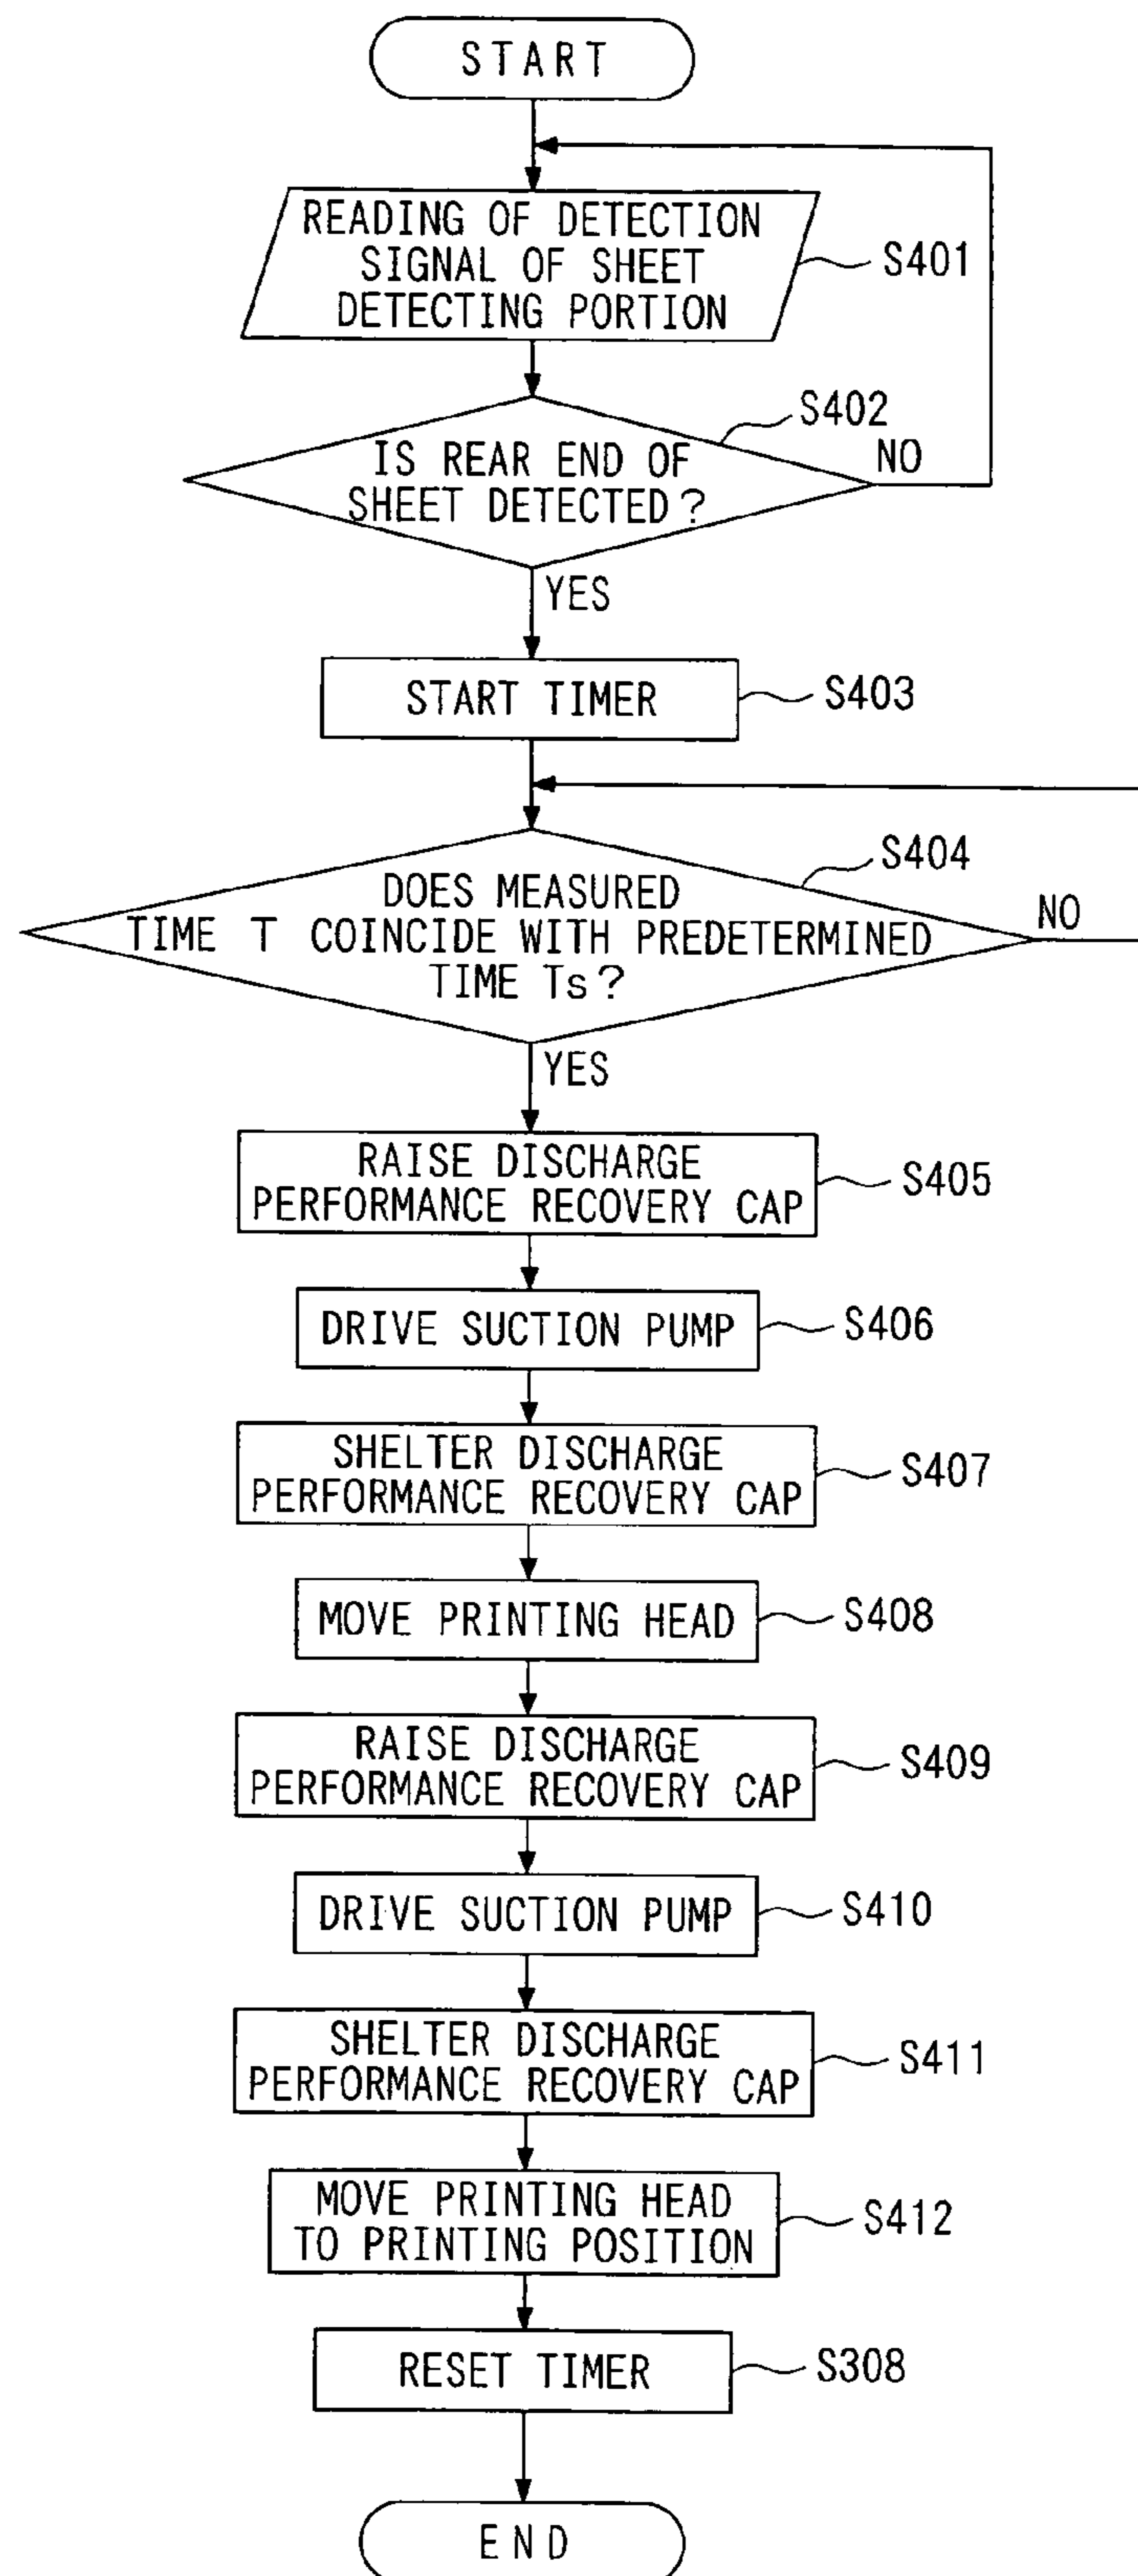 START
READING OF DETECTION
SIGNAL OF SHEET
DETECTING PORTION
S401
S402
IS REAR END OF
SHEET DETECTED?
NO
YES
START TIMER
S403
S404
DOES MEASURED
TIME T COINCIDE WITH PREDETERMINED
TIME Ts?
NO
YES
RAISE DISCHARGE
PERFORMANCE RECOVERY CAP
S405
DRIVE SUCTION PUMP
S406
SHELTER DISCHARGE
PERFORMANCE RECOVERY CAP
S407
MOVE PRINTING HEAD
S408
RAISE DISCHARGE
PERFORMANCE RECOVERY CAP
S409
DRIVE SUCTION PUMP
S410
SHELTER DISCHARGE
PERFORMANCE RECOVERY CAP
S411
MOVE PRINTING HEAD
TO PRINTING POSITION
S412
RESET TIMER
S308
END